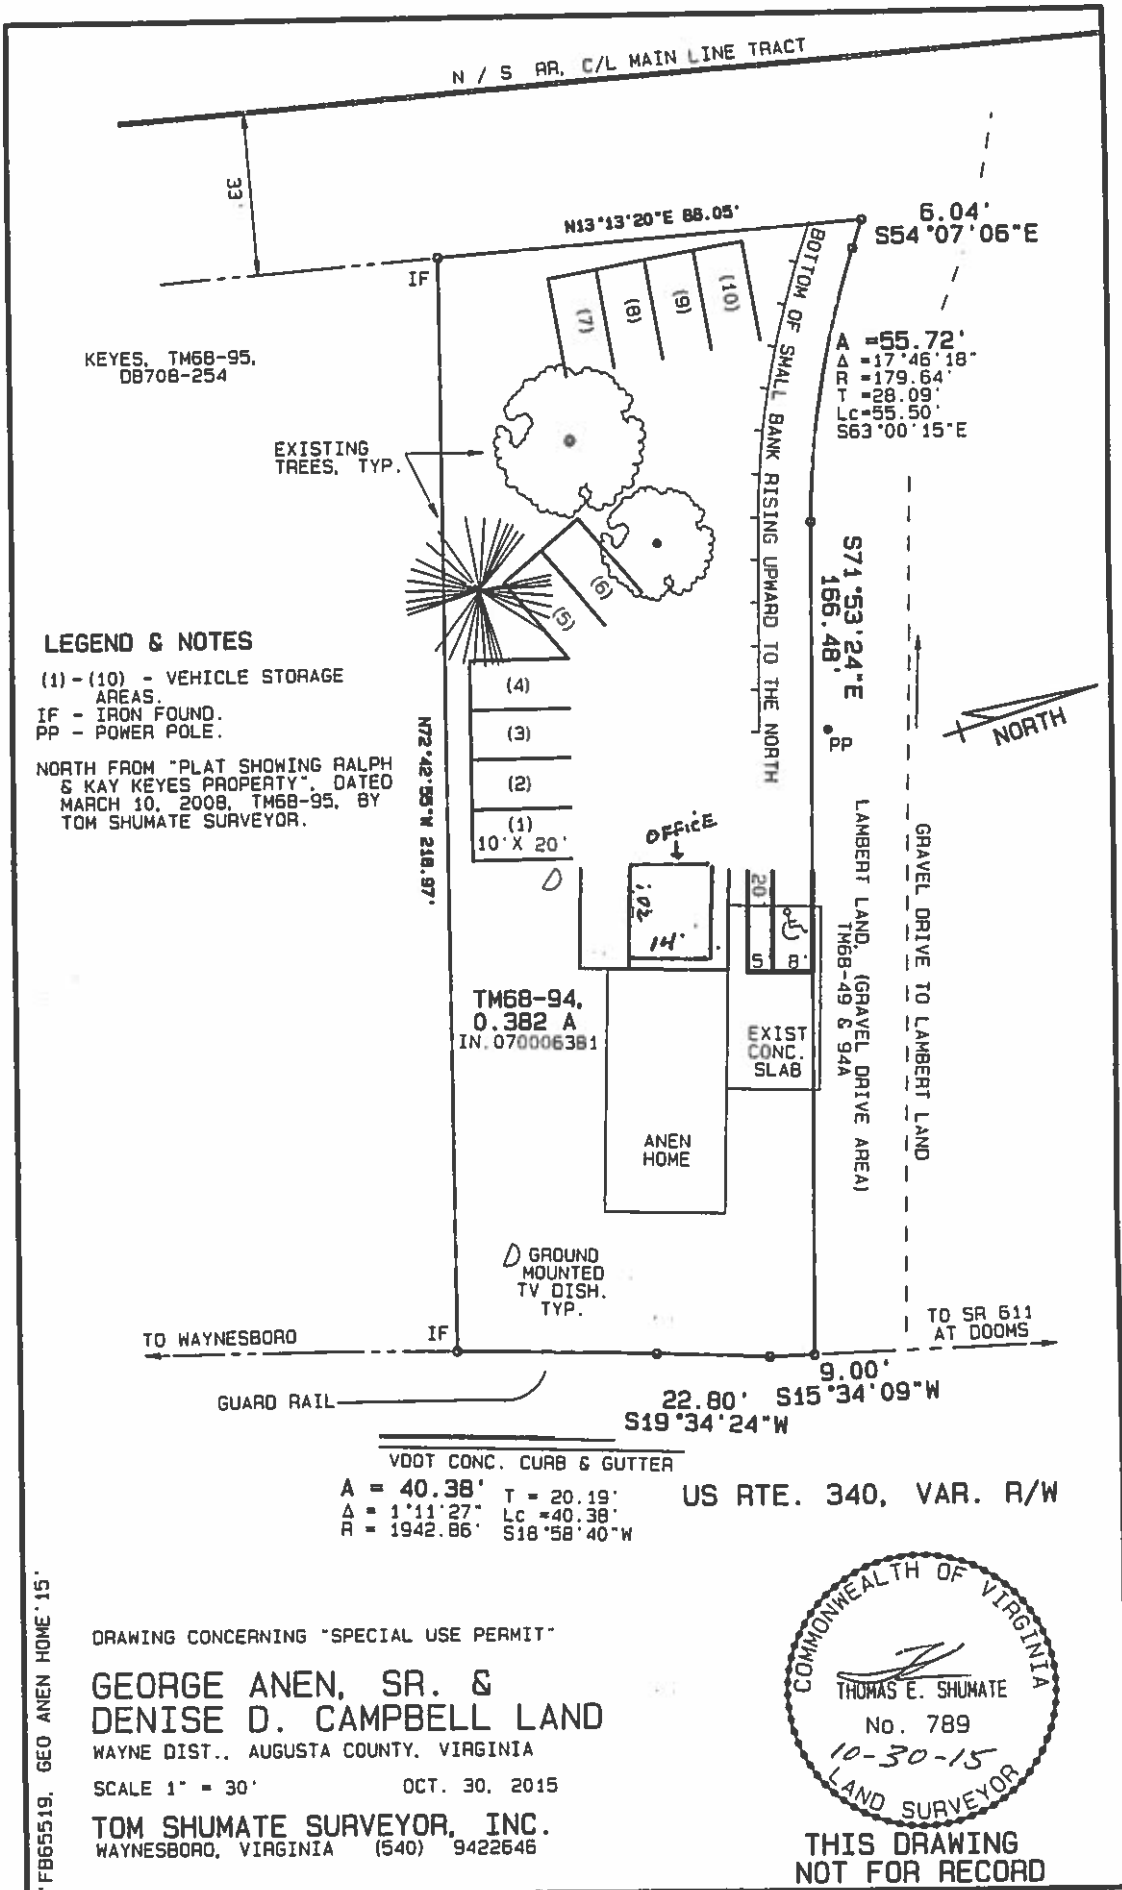 N / S RR, C/L MAIN LINE TRACT
33'
N13°13'20"E 88.05'
6.04'
S54°07'06"E
IF
(7)
(8)
(9)
(10)
BOTTOM OF SMALL BANK RISING UPWARD TO THE NORTH
KEYES, TM68-95,
DB708-254
A =55.72'
Δ =17°46'18"
R =179.64'
T =28.09'
Lc=55.50'
S63°00'15"E
EXISTING
TREES, TYP.
(6)
(5)
S71°53'24"E
166.48'
LEGEND & NOTES
(1)-(10) - VEHICLE STORAGE
AREAS.
IF - IRON FOUND.
PP - POWER POLE.
NORTH FROM "PLAT SHOWING RALPH
& KAY KEYES PROPERTY", DATED
MARCH 10, 2008, TM68-95, BY
TOM SHUMATE SURVEYOR.
(4)
(3)
(2)
(1)
10'X 20'
N72°42'55"W 218.97'
PP
NORTH
OFFICE
20'
14'
20'
5
8'
LAMBERT LAND, (GRAVEL DRIVE AREA)
TM68-49 & 94A
GRAVEL DRIVE TO LAMBERT LAND
TM68-94,
0.382 A
IN.070006381
EXIST
CONC.
SLAB
ANEN
HOME
GROUND
MOUNTED
TV DISH.
TYP.
TO WAYNESBORO
IF
TO SR 611
AT DOOMS
GUARD RAIL
9.00'
S15°34'09"W
22.80'
S19°34'24"W
VDOT CONC. CURB & GUTTER
A = 40.38' T = 20.19'
Δ = 1°11'27" Lc =40.38'
R = 1942.86' S18°58'40"W
US RTE. 340, VAR. R/W
'FB65519, GEO ANEN HOME'15'
DRAWING CONCERNING "SPECIAL USE PERMIT"
GEORGE ANEN, SR. &
DENISE D. CAMPBELL LAND
WAYNE DIST., AUGUSTA COUNTY, VIRGINIA
SCALE 1" = 30' OCT. 30, 2015
TOM SHUMATE SURVEYOR, INC.
WAYNESBORO, VIRGINIA (540) 9422646
COMMONWEALTH OF VIRGINIA
THOMAS E. SHUMATE
No. 789
10-30-15
LAND SURVEYOR
THIS DRAWING
NOT FOR RECORD